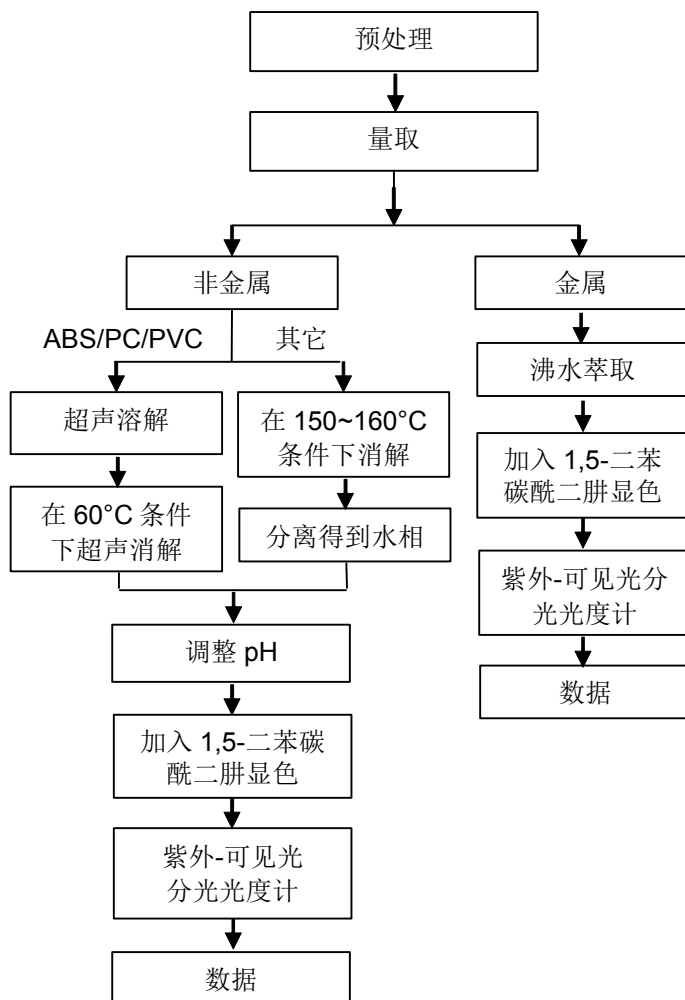 预处理
量取
非金属
金属
ABS/PC/PVC
其它
沸水萃取
超声溶解
在 150~160°C
条件下消解
加入 1,5-二苯
碳酰二肼显色
在 60°C 条件
下超声消解
分离得到水相
紫外-可见光分
光光度计
调整 pH
数据
加入 1,5-二苯碳
酰二肼显色
紫外-可见光
分光光度计
数据